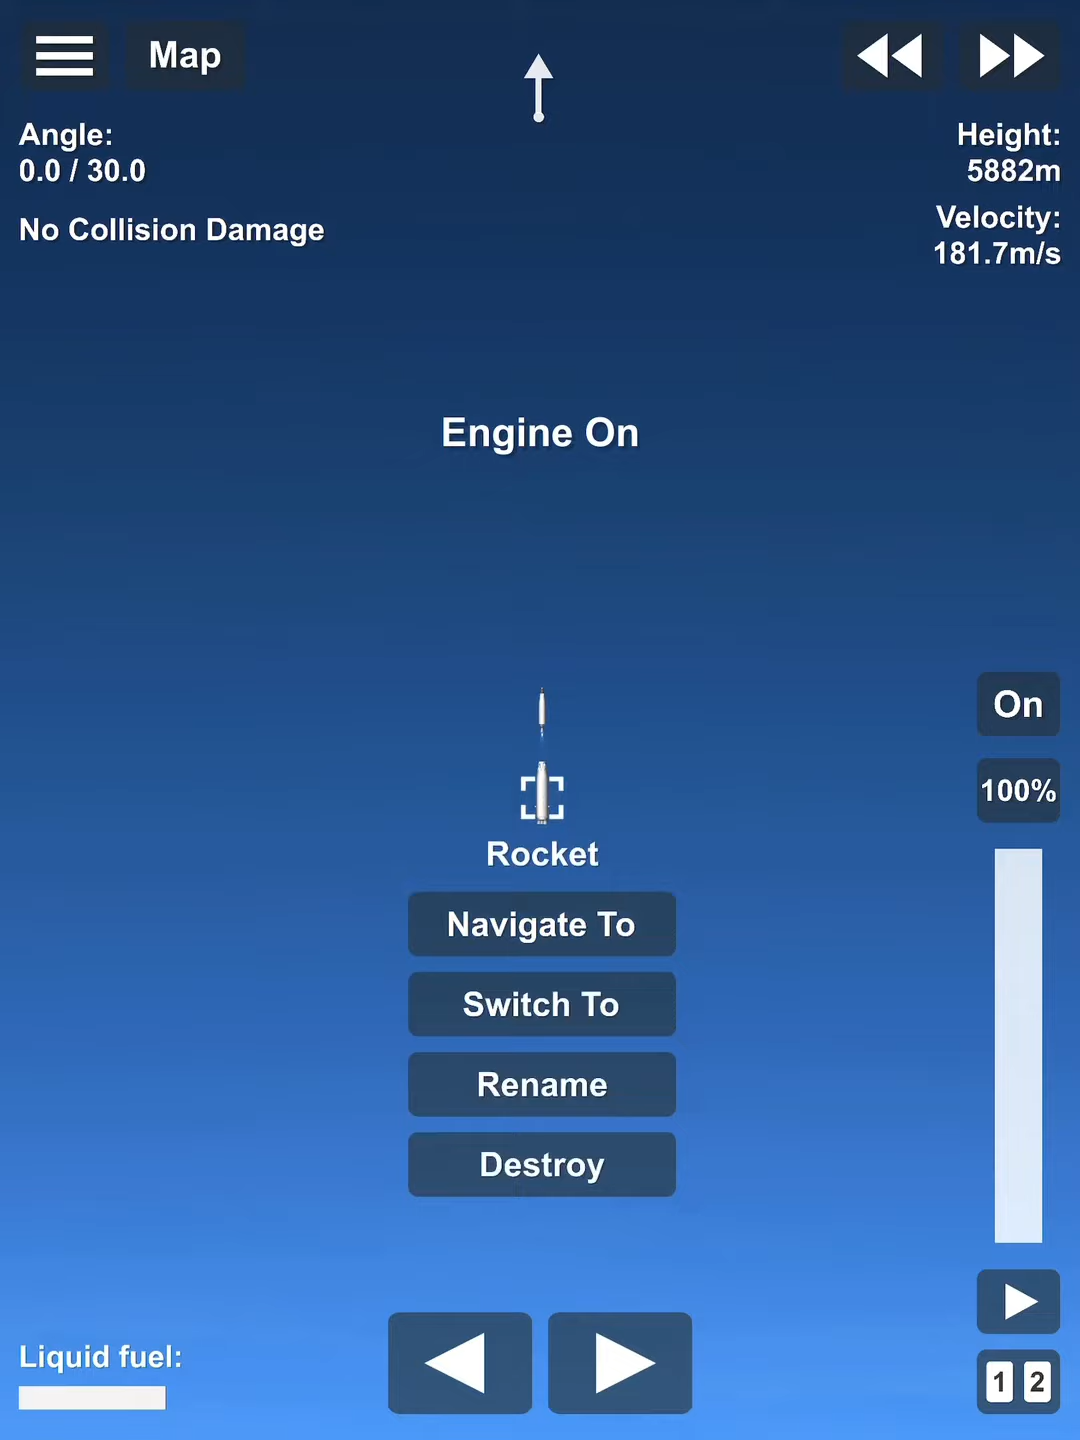 Map
Angle:
0.0 / 30.0
No Collision Damage
Height:
5882m
Velocity:
181.7m/s
Engine On
On
100%
Rocket
Navigate To
Switch To
Rename
Destroy
Liquid fuel:
1 2